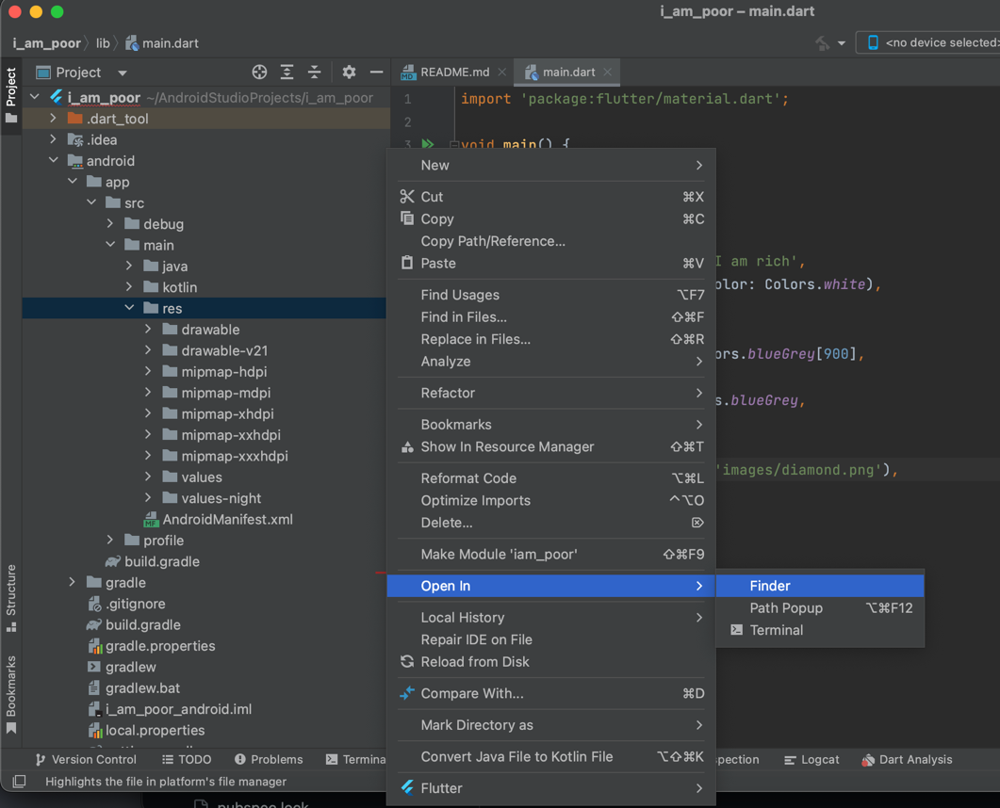 i_am_poor – main.dart
i_am_poor lib main.dart
<no device selected>
Project
Project
README.md
main.dart
i_am_poor ~/AndroidStudioProjects/i_am_poor
.dart_tool
.idea
android
app
src
debug
main
java
kotlin
res
drawable
drawable-v21
mipmap-hdpi
mipmap-mdpi
mipmap-xhdpi
mipmap-xxhdpi
mipmap-xxxhdpi
values
values-night
MF AndroidManifest.xml
profile
build.gradle
gradle
.gitignore
build.gradle
gradle.properties
gradlew
gradlew.bat
i_am_poor_android.iml
local.properties
Structure
Bookmarks
1 import 'package:flutter/material.dart';
2
3 void main() {
I am rich',
olor: Colors.white),
ors.blueGrey[900],
s.blueGrey,
'images/diamond.png'),
New
Cut ⌘X
Copy ⌘C
Copy Path/Reference...
Paste ⌘V
Find Usages ⌥F7
Find in Files... ⇧⌘F
Replace in Files... ⇧⌘R
Analyze
Refactor
Bookmarks
Show In Resource Manager ⇧⌘T
Reformat Code ⌥⌘L
Optimize Imports ^⌥O
Delete... ⌦
Make Module 'iam_poor' ⇧⌘F9
Open In
Local History
Repair IDE on File
Reload from Disk
Compare With... ⌘D
Mark Directory as
Convert Java File to Kotlin File ⌥⇧⌘K
Flutter
Finder
Path Popup ⌥⌘F12
Terminal
Version Control TODO Problems Termina spection Logcat Dart Analysis
Highlights the file in platform's file manager